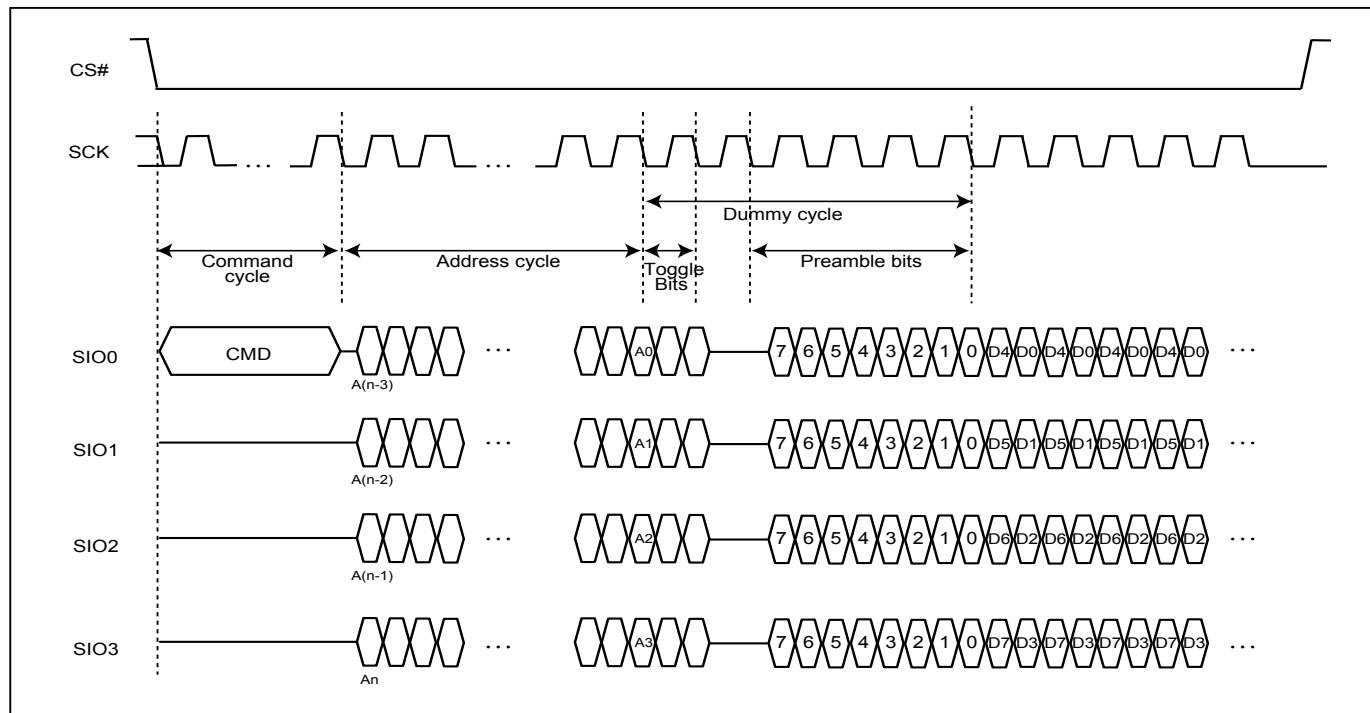 CS#
SCK
...
...
Dummy cycle
Command
cycle
Address cycle
Toggle
Bits
Preamble bits
SIO0
CMD
...
A0
7 6 5 4 3 2 1 0 D4 D0 D4 D0 D4 D0 D4 D0
...
A(n-3)
SIO1
...
A1
7 6 5 4 3 2 1 0 D5 D1 D5 D1 D5 D1 D5 D1
...
A(n-2)
SIO2
...
A2
7 6 5 4 3 2 1 0 D6 D2 D6 D2 D6 D2 D6 D2
...
A(n-1)
SIO3
...
A3
7 6 5 4 3 2 1 0 D7 D3 D7 D3 D7 D3 D7 D3
...
An